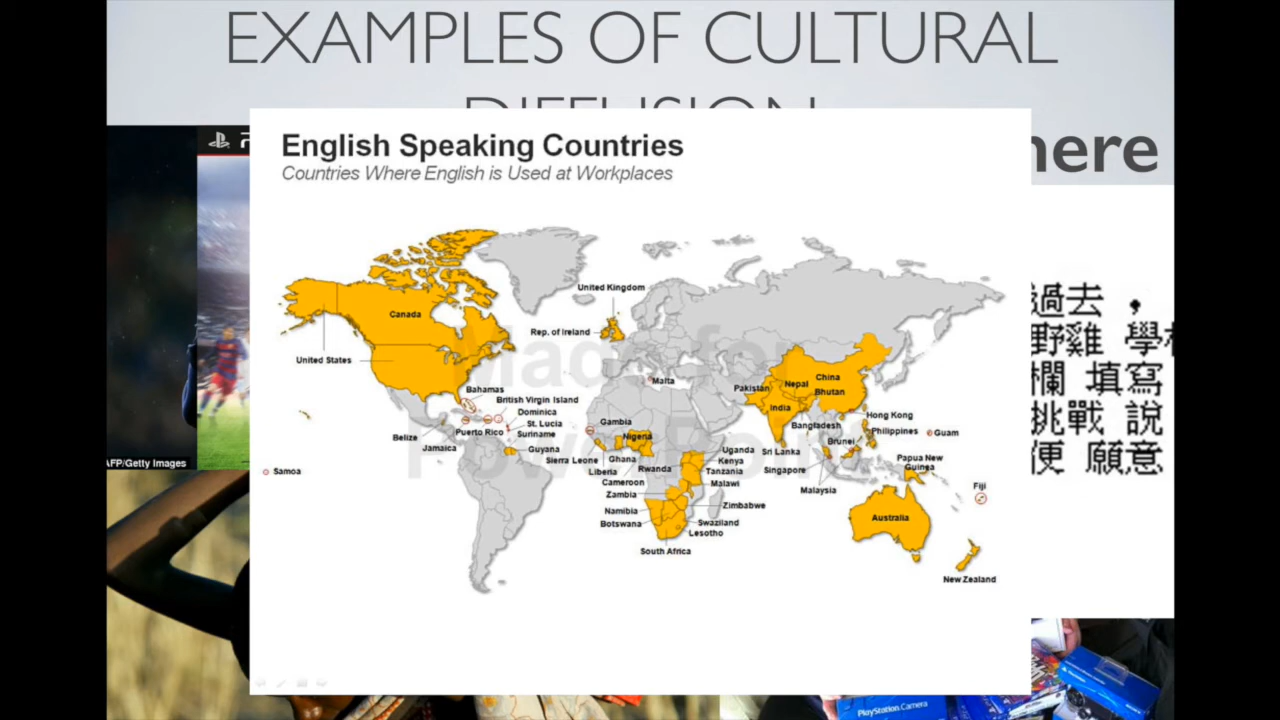 EXAMPLES OF CULTURAL
DIFFUSION
here
English Speaking Countries
Countries Where English is Used at Workplaces
Made for
PowerPoint
United Kingdom
Canada
Rep. of Ireland
United States
Malta
China
Pakistan
Nepal
Bhutan
Bahamas
British Virgin Island
India
Dominica
Hong Kong
St. Lucia
Gambia
Bangladesh
Philippines
Guam
Puerto Rico
Suriname
Nigeria
Belize
Brunei
Jamaica
Guyana
Uganda
Sri Lanka
Sierra Leone
Ghana
Kenya
Papua New
Guinea
Liberia
Rwanda
Tanzania
Singapore
Samoa
Cameroon
Malawi
Malaysia
Fiji
Zambia
Zimbabwe
Namibia
Australia
Botswana
Swaziland
Lesotho
South Africa
New Zealand
過去，
野雞 學
欄 填寫
挑戰 說
便 願意
AFP/Getty Images
PlayStation.Camera